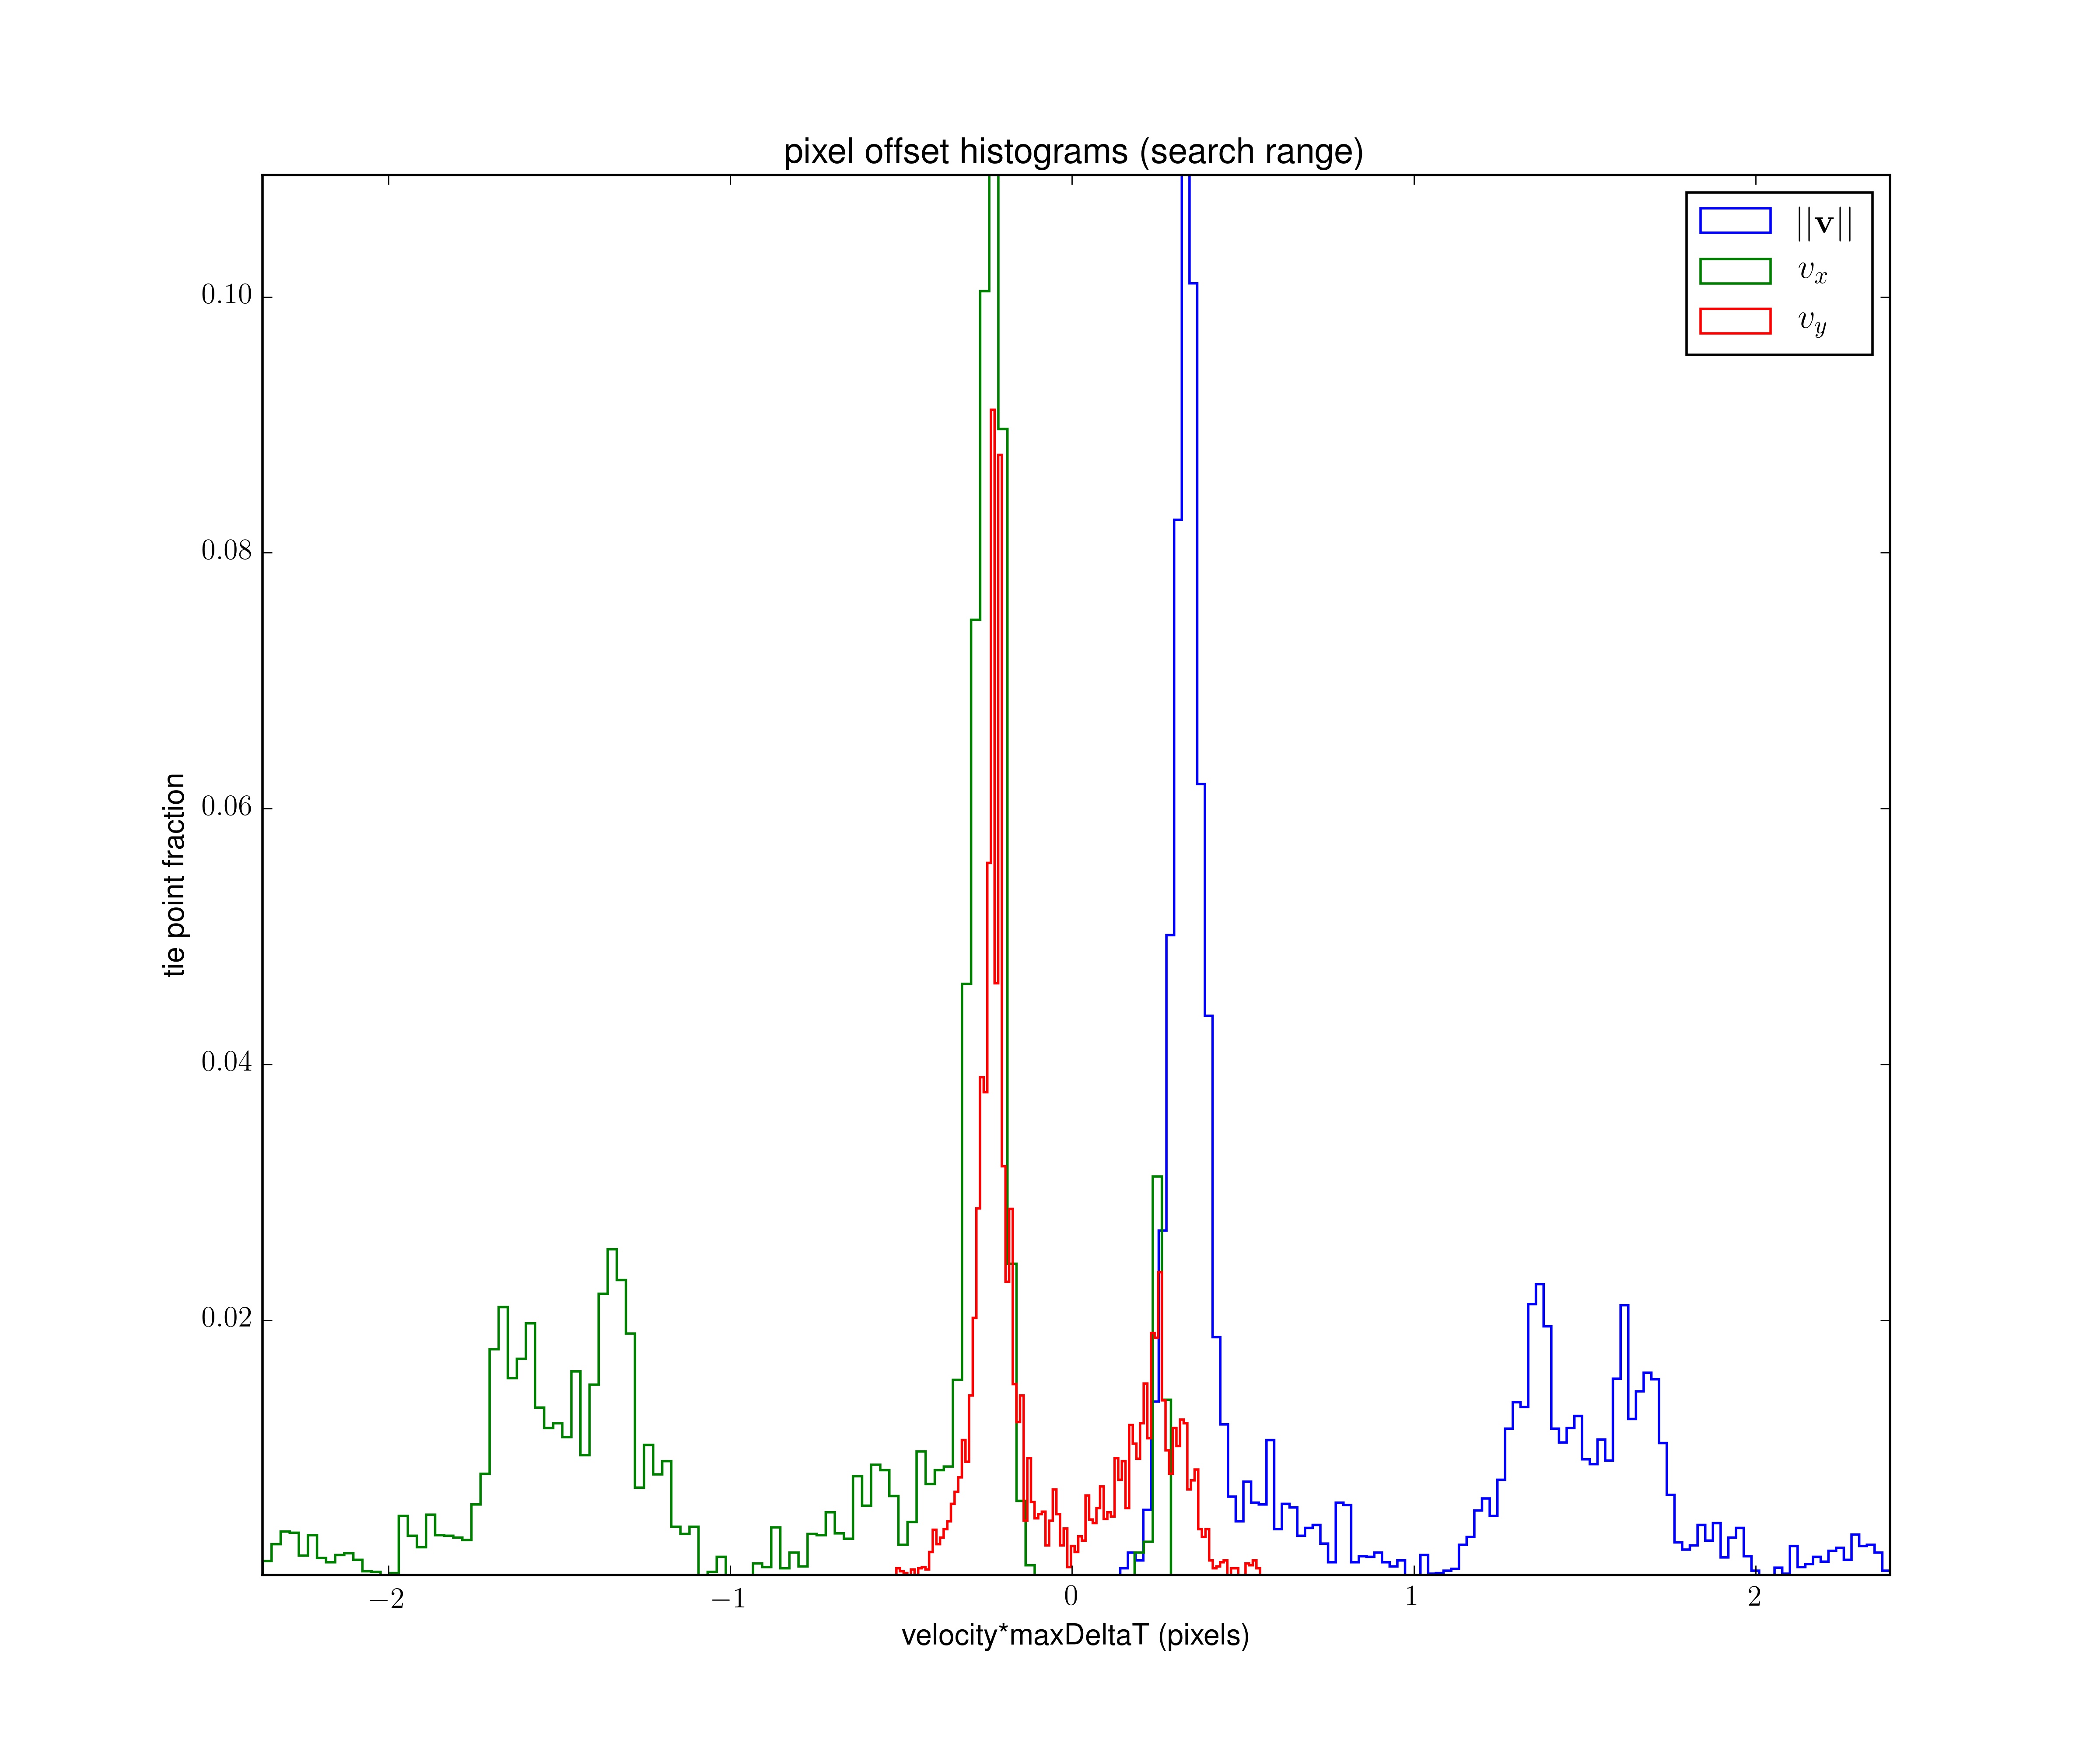 pixel offset histograms (search range)
||v||
v_x
v_y
0.10
0.08
0.06
0.04
0.02
tie point fraction
−2 −1 0 1 2
velocity*maxDeltaT (pixels)